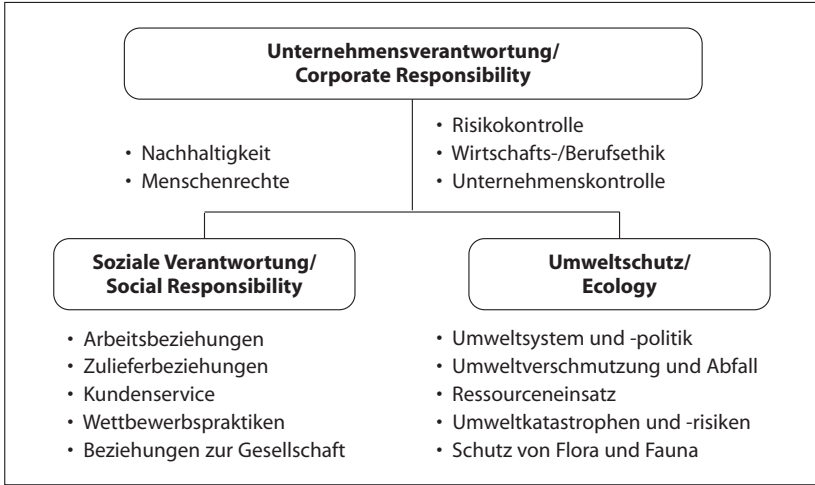 Unternehmensverantwortung/
Corporate Responsibility
• Nachhaltigkeit
• Menschenrechte
• Risikokontrolle
• Wirtschafts-/Berufsethik
• Unternehmenskontrolle
Soziale Verantwortung/
Social Responsibility
• Arbeitsbeziehungen
• Zulieferbeziehungen
• Kundenservice
• Wettbewerbspraktiken
• Beziehungen zur Gesellschaft
Umweltschutz/
Ecology
• Umweltsystem und -politik
• Umweltverschmutzung und Abfall
• Ressourceneinsatz
• Umweltkatastrophen und -risiken
• Schutz von Flora und Fauna